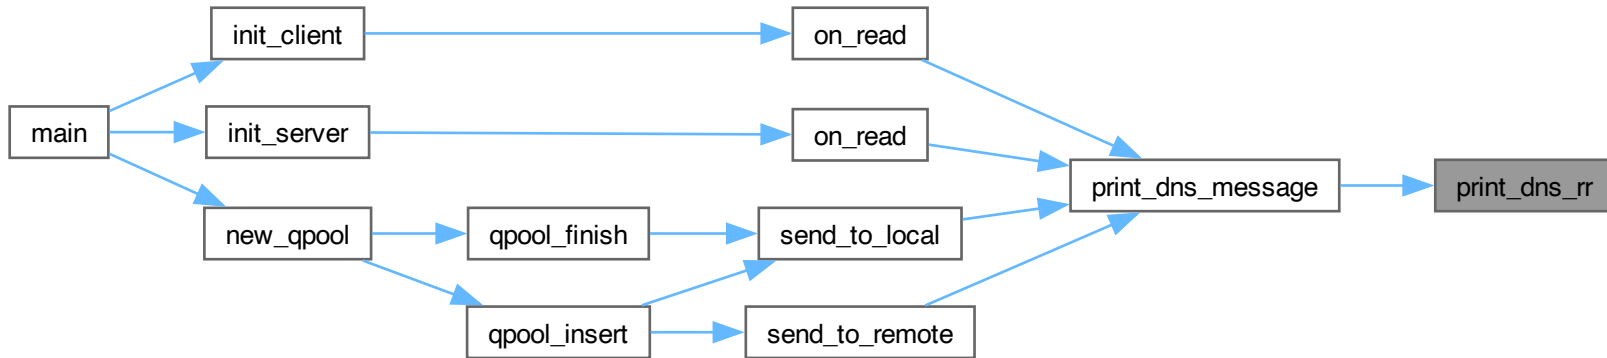 init_client
on_read
main
init_server
on_read
print_dns_message
print_dns_rr
new_qpool
qpool_finish
send_to_local
qpool_insert
send_to_remote